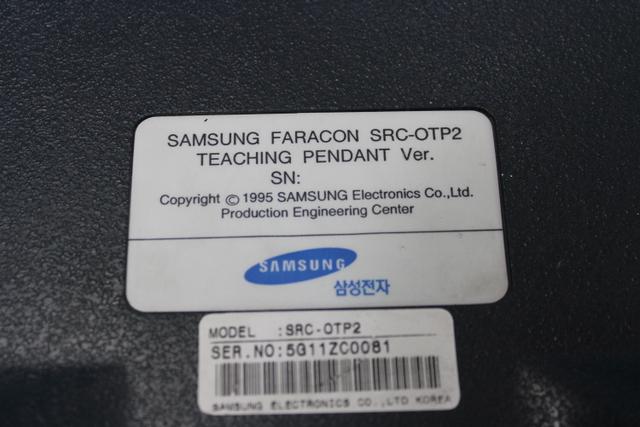 SAMSUNG FARACON SRC-OTP2
TEACHING PENDANT Ver.
SN:
Copyright © 1995 SAMSUNG Electronics Co.,Ltd.
Production Engineering Center
SAMSUNG
삼성전자
MODEL :SRC-OTP2
SER.NO:5G11ZC0081
SAMSUNG ELECTRONICS CO.,LTD KOREA